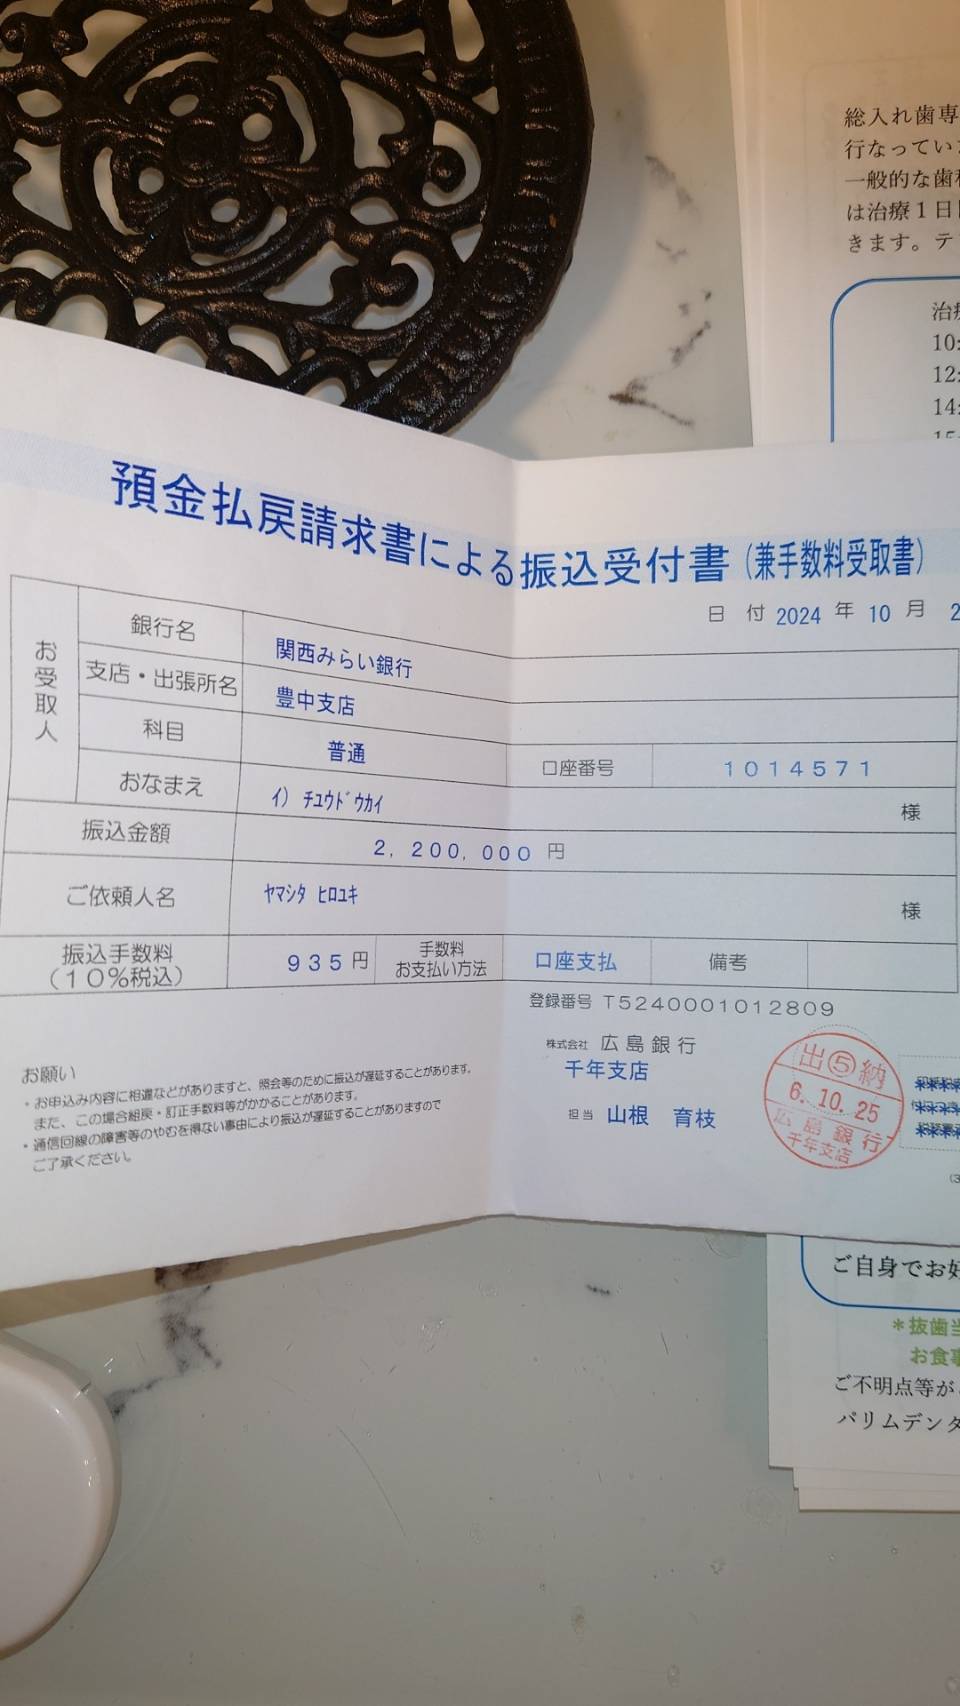 総入れ歯専
行なってい
一般的な歯
は治療1日
きます。テ
10:
12:
14:
預金払戻請求書による振込受付書(兼手数料受取書)
日 付 2024 年 10 月 2
お受取人
銀行名 関西みらい銀行
支店・出張所名 豊中支店
科目 普通 口座番号 1014571
おなまえ イ) チユウドウカイ 様
振込金額 2,200,000 円
ご依頼人名 ヤマシタ ヒロユキ 様
振込手数料 (10%税込) 935円 手数料 お支払い方法 口座支払 備考
登録番号 T5240001012809
株式会社 広島銀行
千年支店
担当 山根 育枝
出⑤納
6.10.25
広島銀行
千年支店
お願い
・お申込み内容に相違などがありますと、照会等のために振込が遅延することがあります。
また、この場合組戻・訂正手数料等がかかることがあります。
・通信回線の障害等のやむを得ない事由により振込が遅延することがありますので
ご了承ください。
ご自身でお好
*抜歯当
お食事
ご不明点等が
パリムデンタ